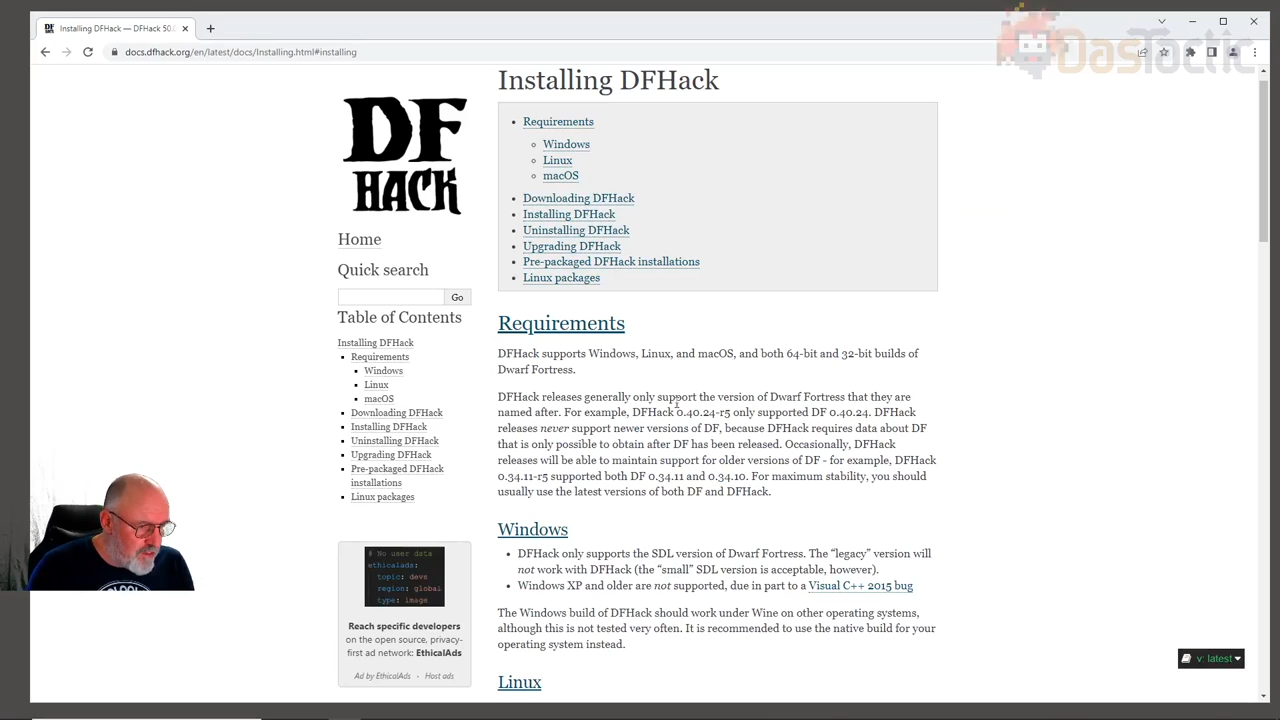 Installing DFHack — DFHack 50.0
docs.dfhack.org/en/latest/docs/Installing.html#installing
DasTactic
DF
HACK
Home
Quick search
Go
Table of Contents
Installing DFHack
Requirements
Windows
Linux
macOS
Downloading DFHack
Installing DFHack
Uninstalling DFHack
Upgrading DFHack
Pre-packaged DFHack
installations
Linux packages
# No user data
ethicalads:
topic: devs
region: global
type: image
Reach specific developers
on the open source, privacy-
first ad network: EthicalAds
Ad by EthicalAds · Host ads
Installing DFHack
Requirements
Windows
Linux
macOS
Downloading DFHack
Installing DFHack
Uninstalling DFHack
Upgrading DFHack
Pre-packaged DFHack installations
Linux packages
Requirements
DFHack supports Windows, Linux, and macOS, and both 64-bit and 32-bit builds of
Dwarf Fortress.
DFHack releases generally only support the version of Dwarf Fortress that they are
named after. For example, DFHack 0.40.24-r5 only supported DF 0.40.24. DFHack
releases never support newer versions of DF, because DFHack requires data about DF
that is only possible to obtain after DF has been released. Occasionally, DFHack
releases will be able to maintain support for older versions of DF - for example, DFHack
0.34.11-r5 supported both DF 0.34.11 and 0.34.10. For maximum stability, you should
usually use the latest versions of both DF and DFHack.
Windows
DFHack only supports the SDL version of Dwarf Fortress. The “legacy” version will
not work with DFHack (the “small” SDL version is acceptable, however).
Windows XP and older are not supported, due in part to a Visual C++ 2015 bug
The Windows build of DFHack should work under Wine on other operating systems,
although this is not tested very often. It is recommended to use the native build for your
operating system instead.
Linux
v: latest